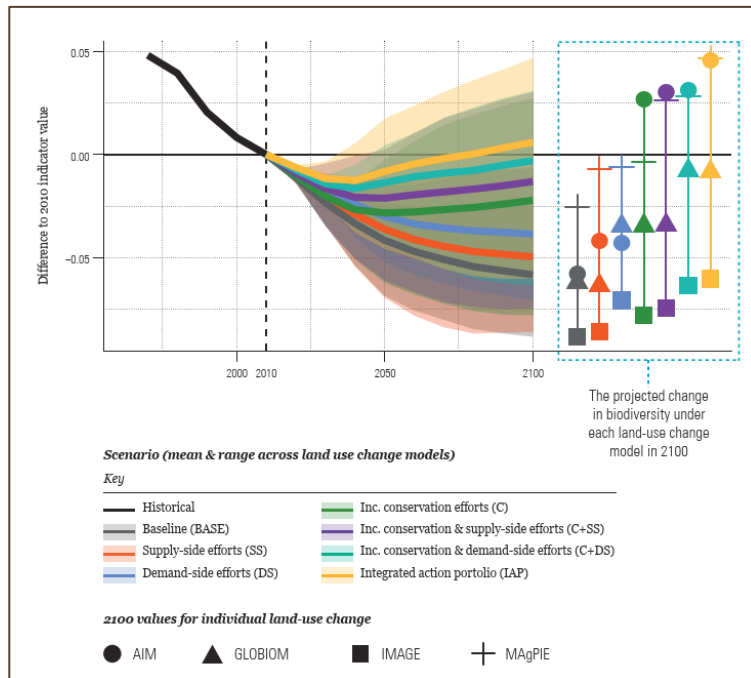 0.05
0.00
−0.05
Difference to 2010 indicator value
2000 2010 2050 2100
The projected change
in biodiversity under
each land-use change
model in 2100
Scenario (mean & range across land use change models)
Key
Historical
Baseline (BASE)
Supply-side efforts (SS)
Demand-side efforts (DS)
Inc. conservation efforts (C)
Inc. conservation & supply-side efforts (C+SS)
Inc. conservation & demand-side efforts (C+DS)
Integrated action portolio (IAP)
2100 values for individual land-use change
AIM GLOBIOM IMAGE MAgPIE